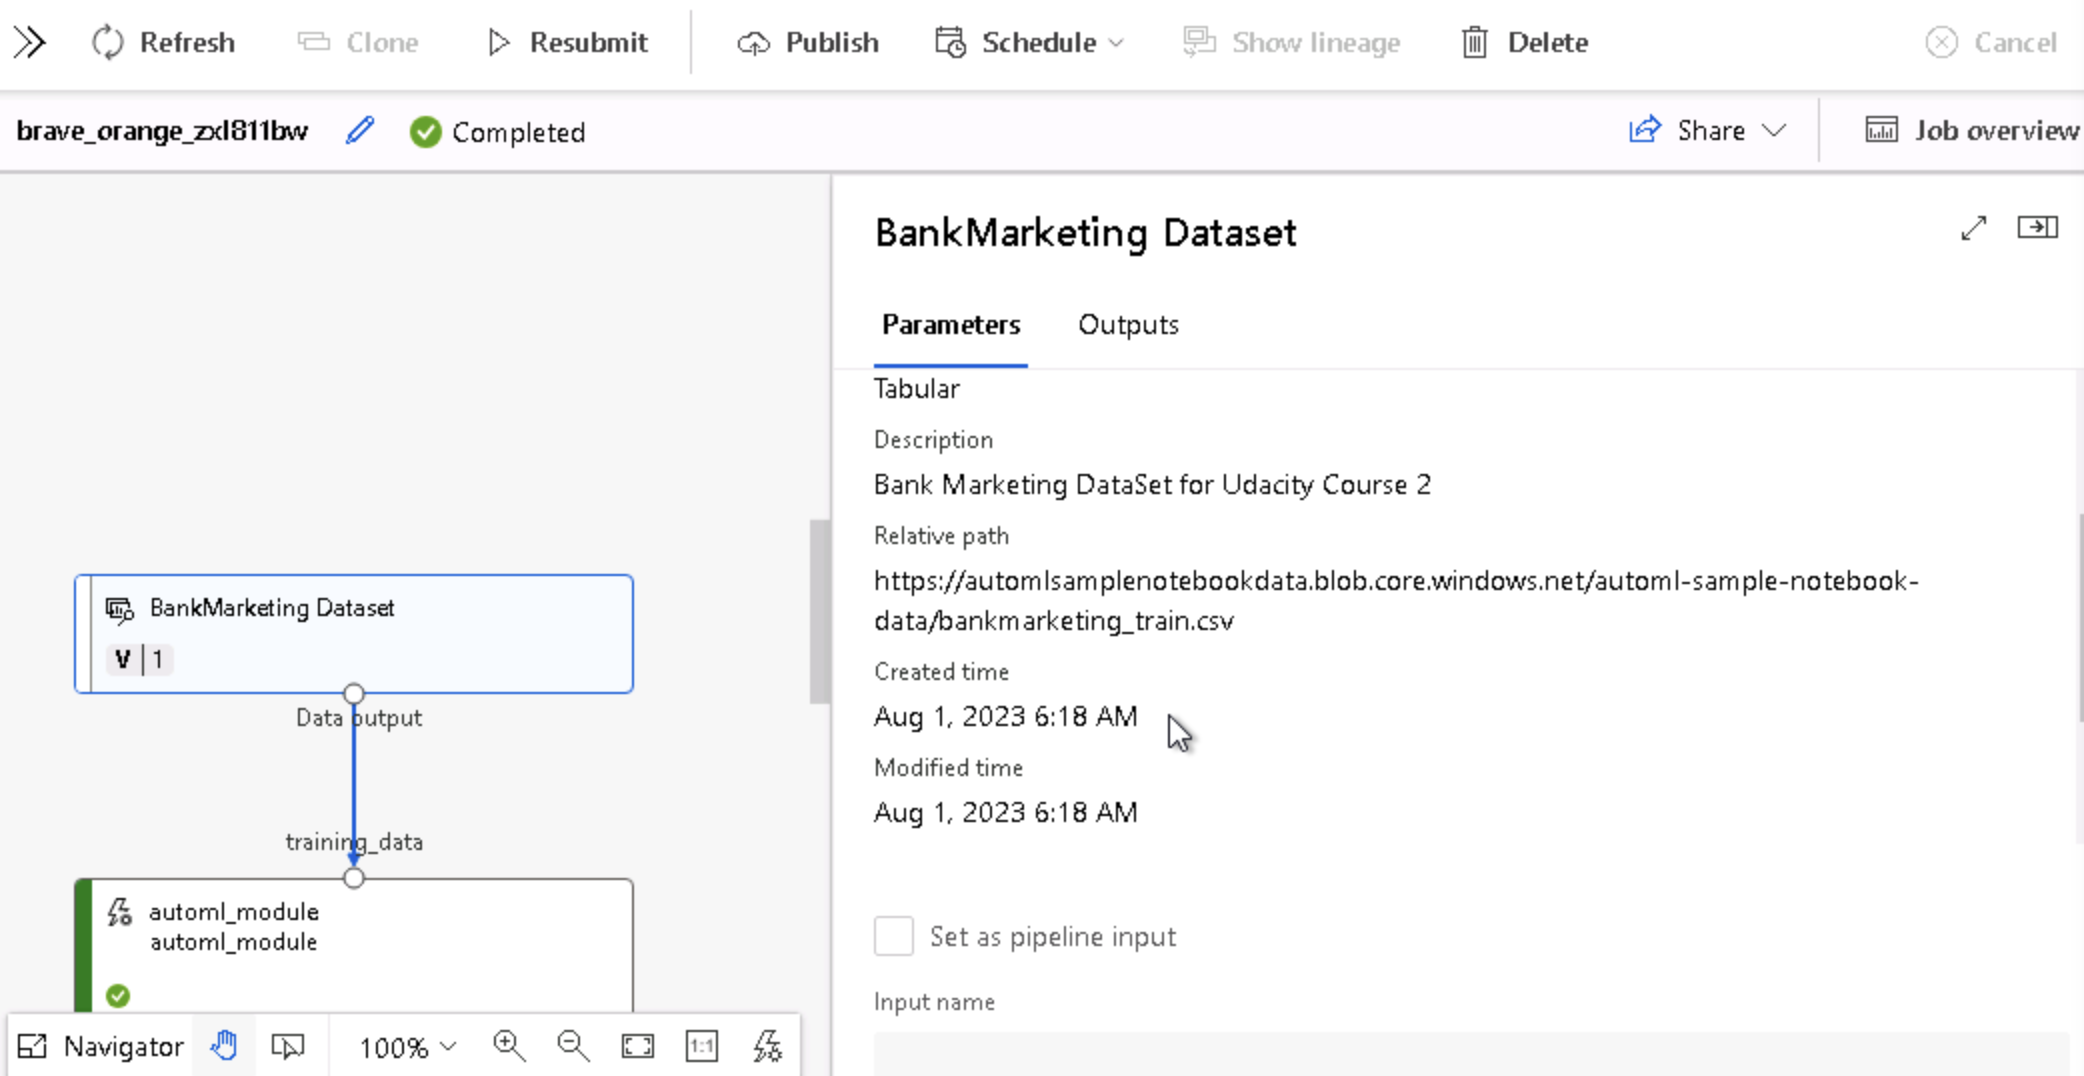 Refresh Clone Resubmit Publish Schedule Show lineage Delete Cancel
brave_orange_zxl811bw Completed Share Job overview
BankMarketing Dataset
Parameters Outputs
Tabular
Description
Bank Marketing DataSet for Udacity Course 2
Relative path
https://automlsamplenotebookdata.blob.core.windows.net/automl-sample-notebook-
data/bankmarketing_train.csv
Created time
Aug 1, 2023 6:18 AM
Modified time
Aug 1, 2023 6:18 AM
Set as pipeline input
Input name
BankMarketing Dataset
V | 1
Data output
training_data
automl_module
automl_module
Navigator 100% 1:1